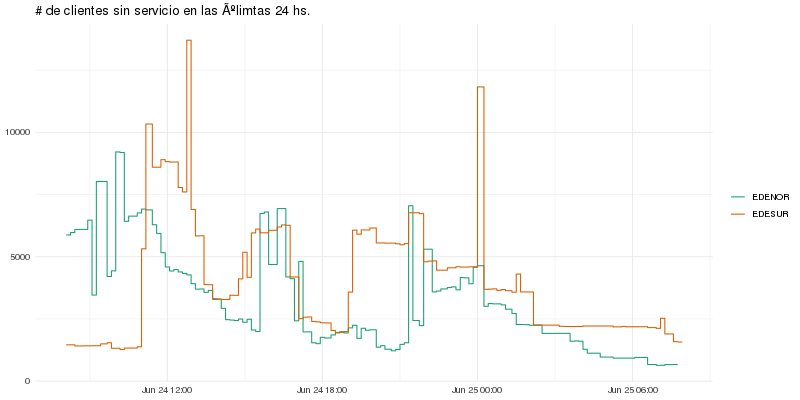 # de clientes sin servicio en las Ãºlimtas 24 hs.
10000
5000
0
Jun 24 12:00
Jun 24 18:00
Jun 25 00:00
Jun 25 06:00
EDENOR
EDESUR